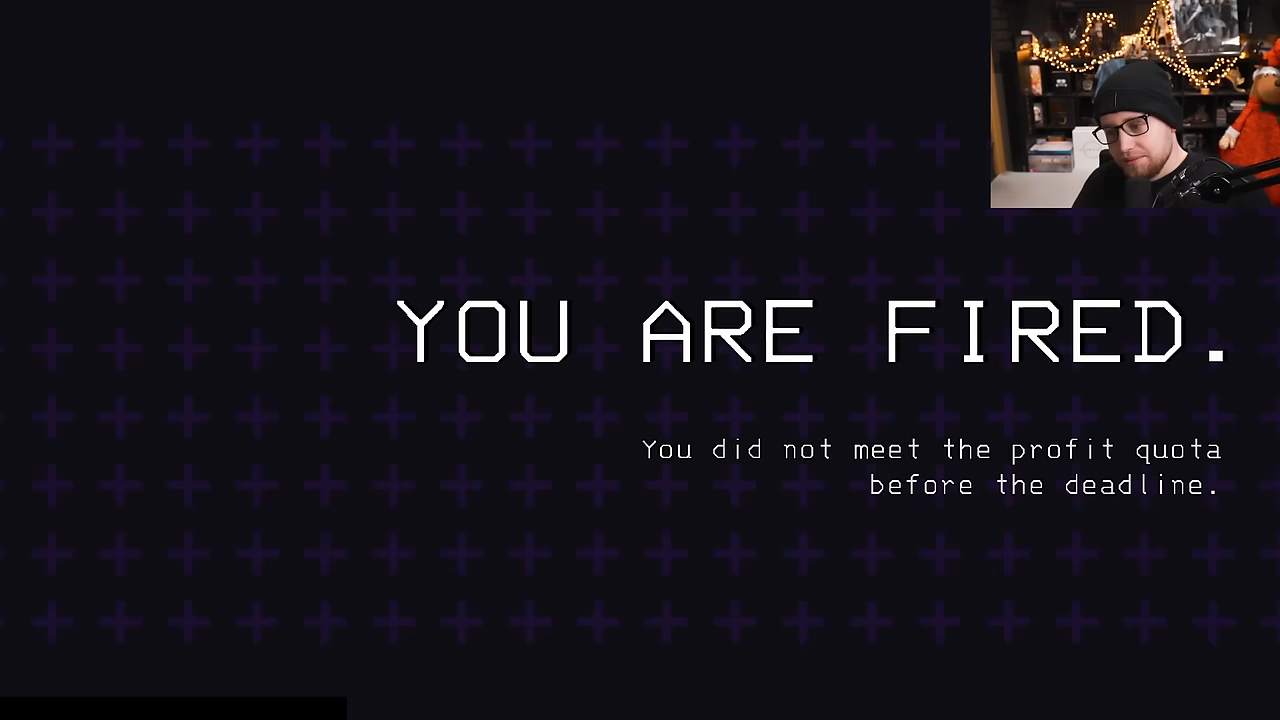 YOU ARE FIRED.
You did not meet the profit quota
before the deadline.